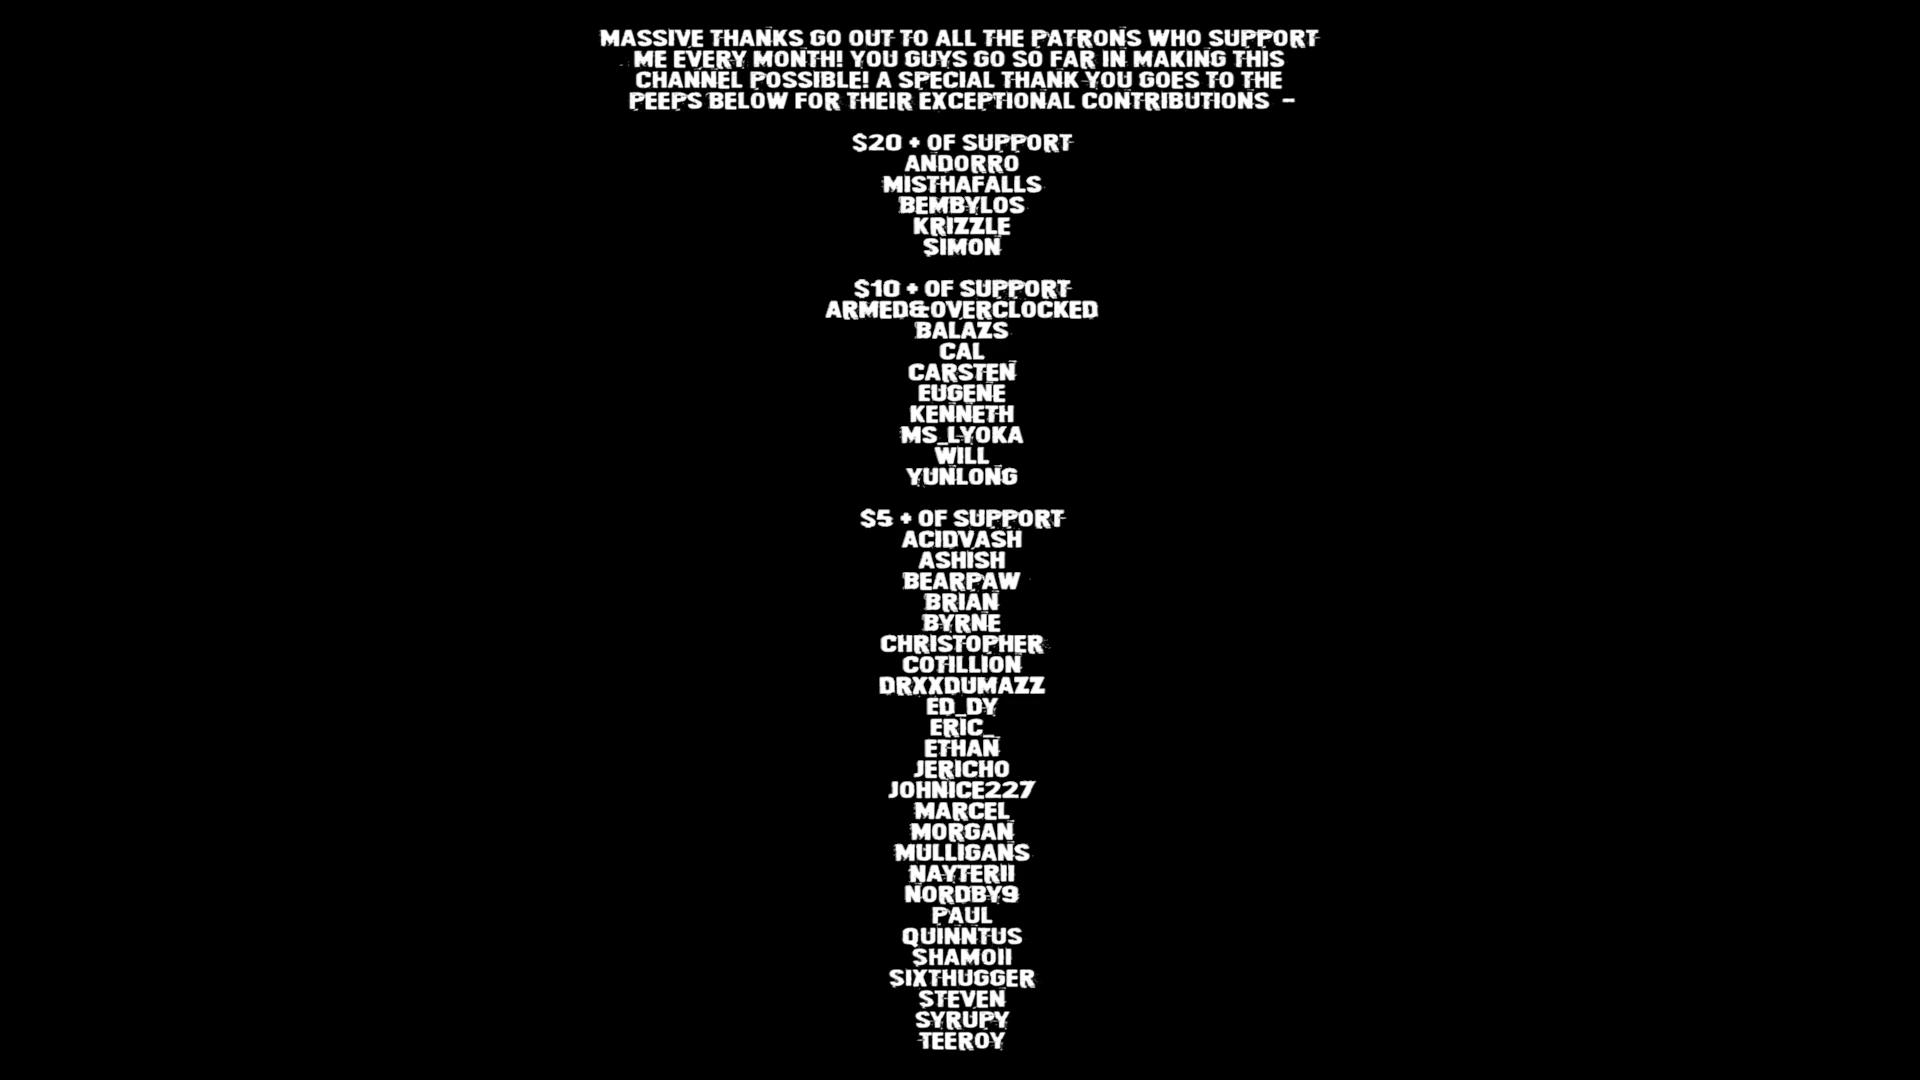 MASSIVE THANKS GO OUT TO ALL THE PATRONS WHO SUPPORT
ME EVERY MONTH! YOU GUYS GO SO FAR IN MAKING THIS
CHANNEL POSSIBLE! A SPECIAL THANK YOU GOES TO THE
PEEPS BELOW FOR THEIR EXCEPTIONAL CONTRIBUTIONS -
$20 + OF SUPPORT
ANDORRO
MISTHAFALLS
BEMBYLOS
KRIZZLE
SIMON
$10 + OF SUPPORT
ARMED&OVERCLOCKED
BALAZS
CAL
CARSTEN
EUGENE
KENNETH
MS_LYOKA
WILL
YUNLONG
$5 + OF SUPPORT
ACIDVASH
ASHISH
BEARPAW
BRIAN
BYRNE
CHRISTOPHER
COTILLION
DRXXDUMAZZ
ED_DY
ERIC_
ETHAN
JERICHO
JOHNICE227
MARCEL
MORGAN
MULLIGANS
NAYTERII
NORDBY9
PAUL
QUINNTUS
SHAMOII
SIXTHUGGER
STEVEN
SYRUPY
TEEROY